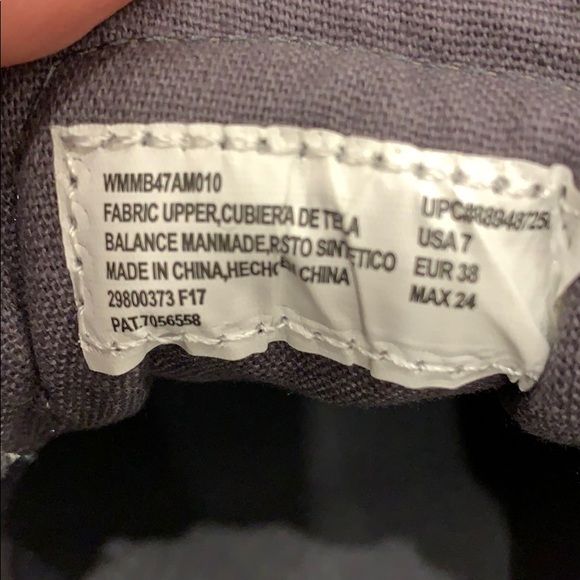 WMMB47AM010
FABRIC UPPER,CUBIERA DE TELA
BALANCE MANMADE,RSTO SINTETICO
MADE IN CHINA,HECHO EN CHINA
29800373 F17
PAT.7056558
USA 7
EUR 38
MAX 24